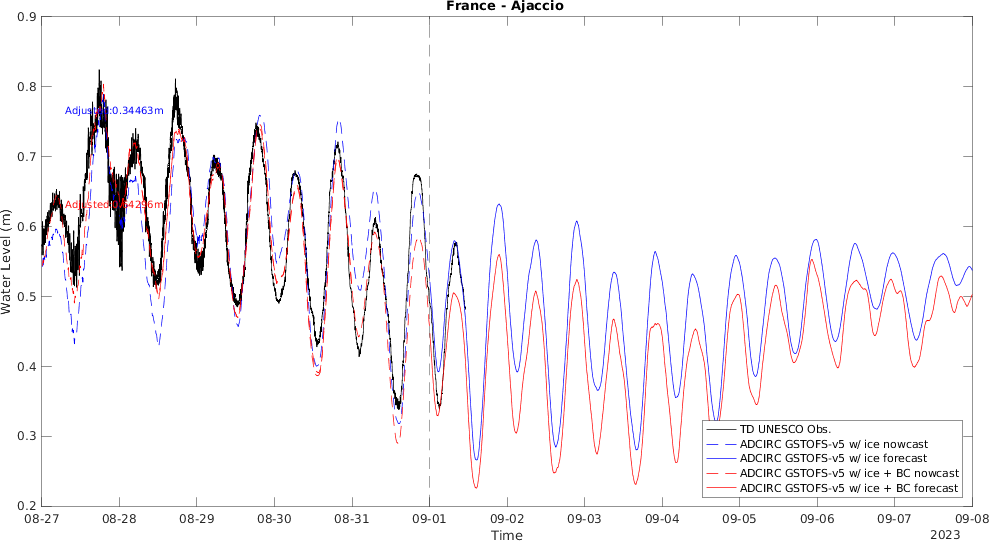 France - Ajaccio
0.9
0.8
0.7
0.6
0.5
0.4
0.3
0.2
Water Level (m)
Adjusted:0.34463m
TD UNESCO Obs.
ADCIRC GSTOFS-v5 w/ ice nowcast
ADCIRC GSTOFS-v5 w/ ice forecast
ADCIRC GSTOFS-v5 w/ ice + BC nowcast
ADCIRC GSTOFS-v5 w/ ice + BC forecast
08-27 08-28 08-29 08-30 08-31 09-01 09-02 09-03 09-04 09-05 09-06 09-07 09-08
Time
2023